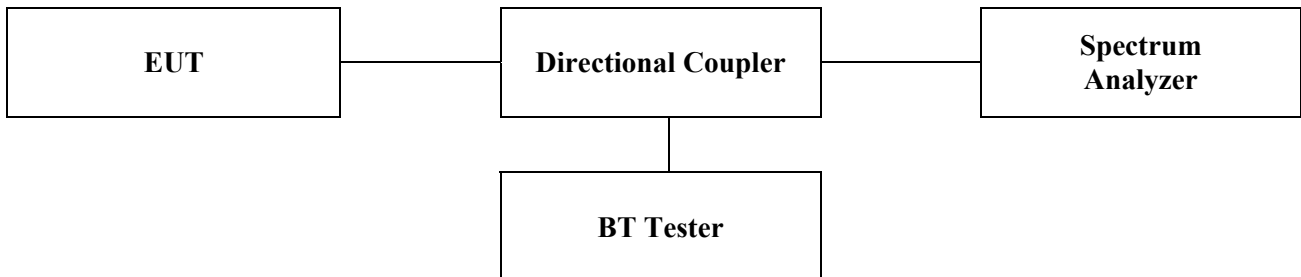 EUT
Directional Coupler
Spectrum
Analyzer
BT Tester